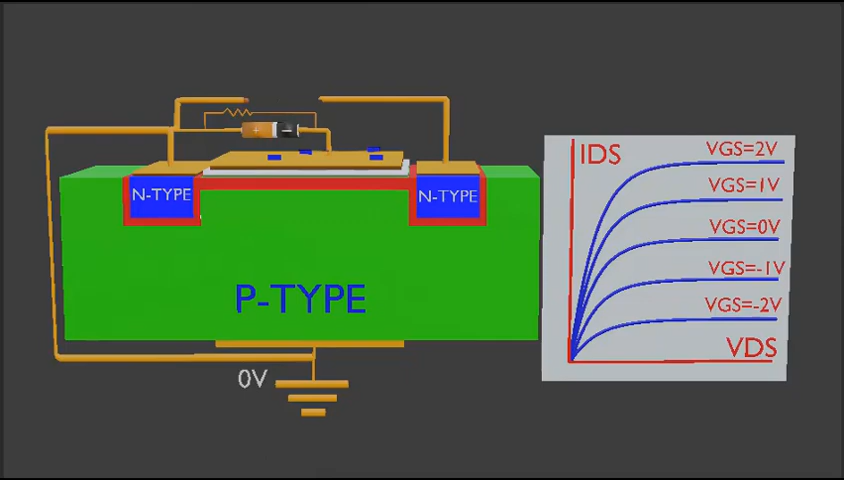 N-TYPE
N-TYPE
P-TYPE
0V
IDS
VGS=2V
VGS=1V
VGS=0V
VGS=-1V
VGS=-2V
VDS
+
-